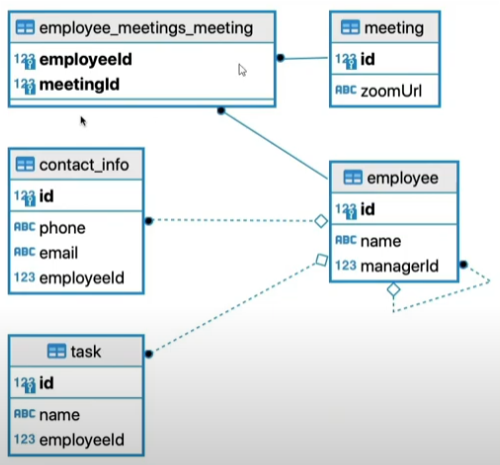 employee_meetings_meeting
123 employeeId
123 meetingId
meeting
123 id
ABC zoomUrl
contact_info
123 id
ABC phone
ABC email
123 employeeId
employee
123 id
ABC name
123 managerId
task
123 id
ABC name
123 employeeId